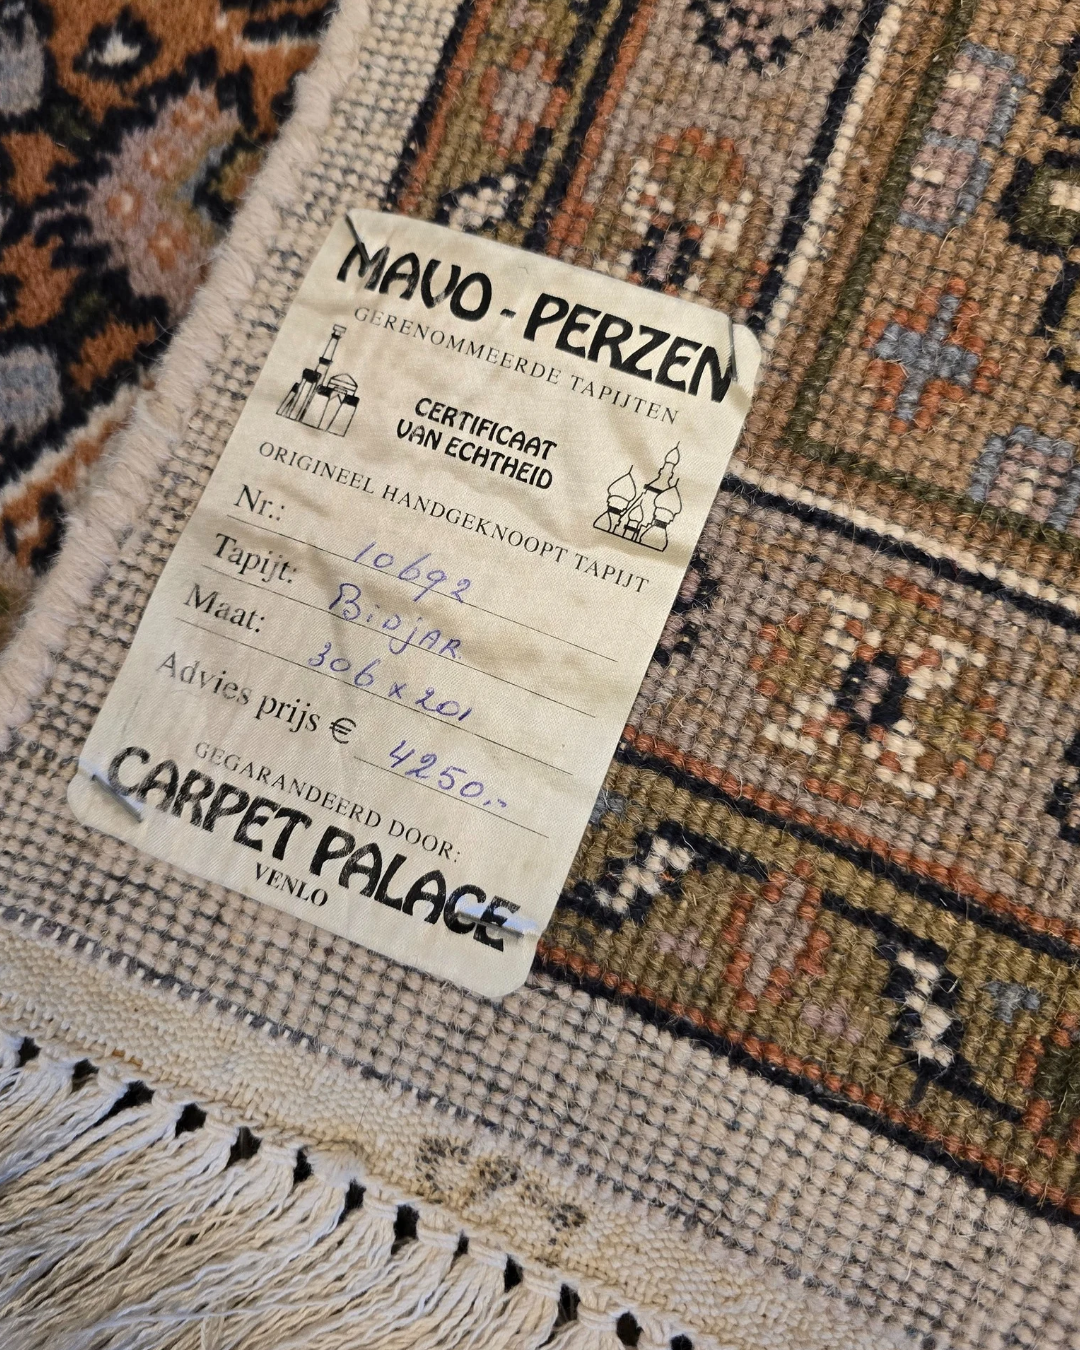 MAVO - PERZEN
GERENOMMEERDE TAPIJTEN
CERTIFICAAT
VAN ECHTHEID
ORIGINEEL HANDGEKNOOPT TAPIJT
Nr.: 10692
Tapijt: BiDjAR
Maat: 306 x 201
Advies prijs € 4250.-
GEGARANDEERD DOOR:
CARPET PALACE
VENLO